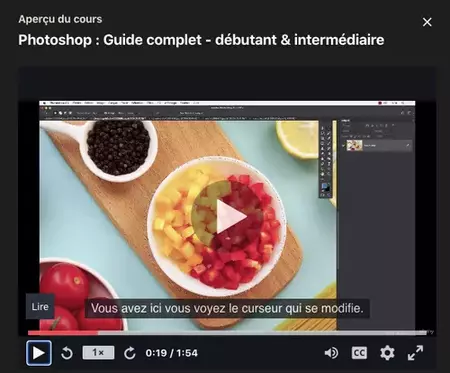 Aperçu du cours
Photoshop : Guide complet - débutant & intermédiaire
Lire
Vous avez ici vous voyez le curseur qui se modifie.
1x
0:19 / 1:54
CC